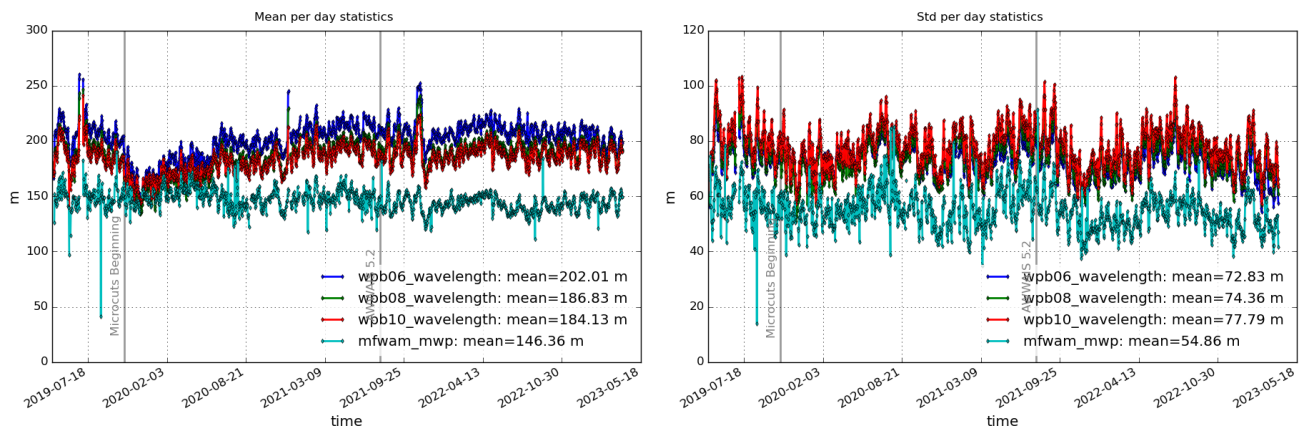 Mean per day statistics
300
250
200
150
100
50
0
m
Microcuts Beginning
AWWAIS 5.2
wpb06_wavelength: mean=202.01 m
wpb08_wavelength: mean=186.83 m
wpb10_wavelength: mean=184.13 m
mfwam_mwp: mean=146.36 m
2019-07-18
2020-02-03
2020-08-21
2021-03-09
2021-09-25
2022-04-13
2022-10-30
2023-05-18
time
Std per day statistics
120
100
80
60
40
20
0
m
Microcuts Beginning
AWWAIS 5.2
wpb06_wavelength: mean=72.83 m
wpb08_wavelength: mean=74.36 m
wpb10_wavelength: mean=77.79 m
mfwam_mwp: mean=54.86 m
2019-07-18
2020-02-03
2020-08-21
2021-03-09
2021-09-25
2022-04-13
2022-10-30
2023-05-18
time